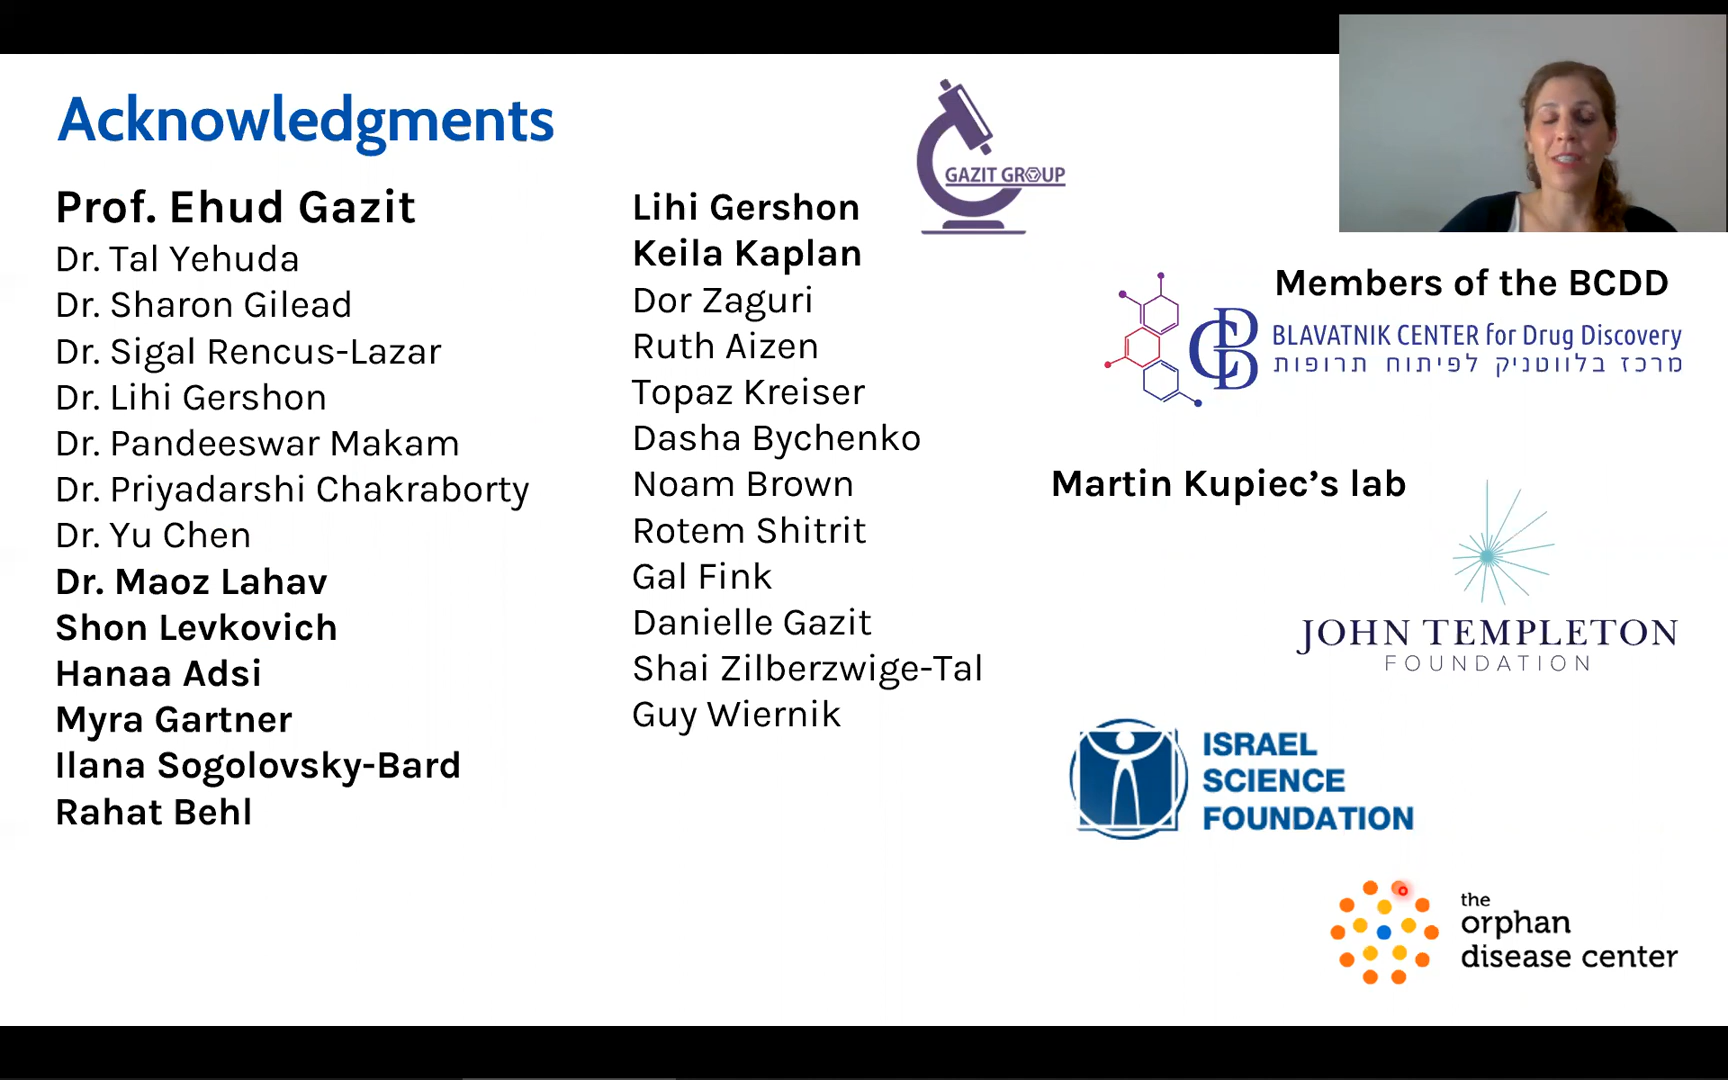 Acknowledgments
Prof. Ehud Gazit
Dr. Tal Yehuda
Dr. Sharon Gilead
Dr. Sigal Rencus-Lazar
Dr. Lihi Gershon
Dr. Pandeeswar Makam
Dr. Priyadarshi Chakraborty
Dr. Yu Chen
Dr. Maoz Lahav
Shon Levkovich
Hanaa Adsi
Myra Gartner
Ilana Sogolovsky-Bard
Rahat Behl
Lihi Gershon
Keila Kaplan
Dor Zaguri
Ruth Aizen
Topaz Kreiser
Dasha Bychenko
Noam Brown
Rotem Shitrit
Gal Fink
Danielle Gazit
Shai Zilberzwige-Tal
Guy Wiernik
GAZIT GROUP
Members of the BCDD
BCD
BLAVATNIK CENTER for Drug Discovery
מרכז בלווטניק לפיתוח תרופות
Martin Kupiec’s lab
JOHN TEMPLETON
FOUNDATION
ISRAEL
SCIENCE
FOUNDATION
the
orphan
disease center